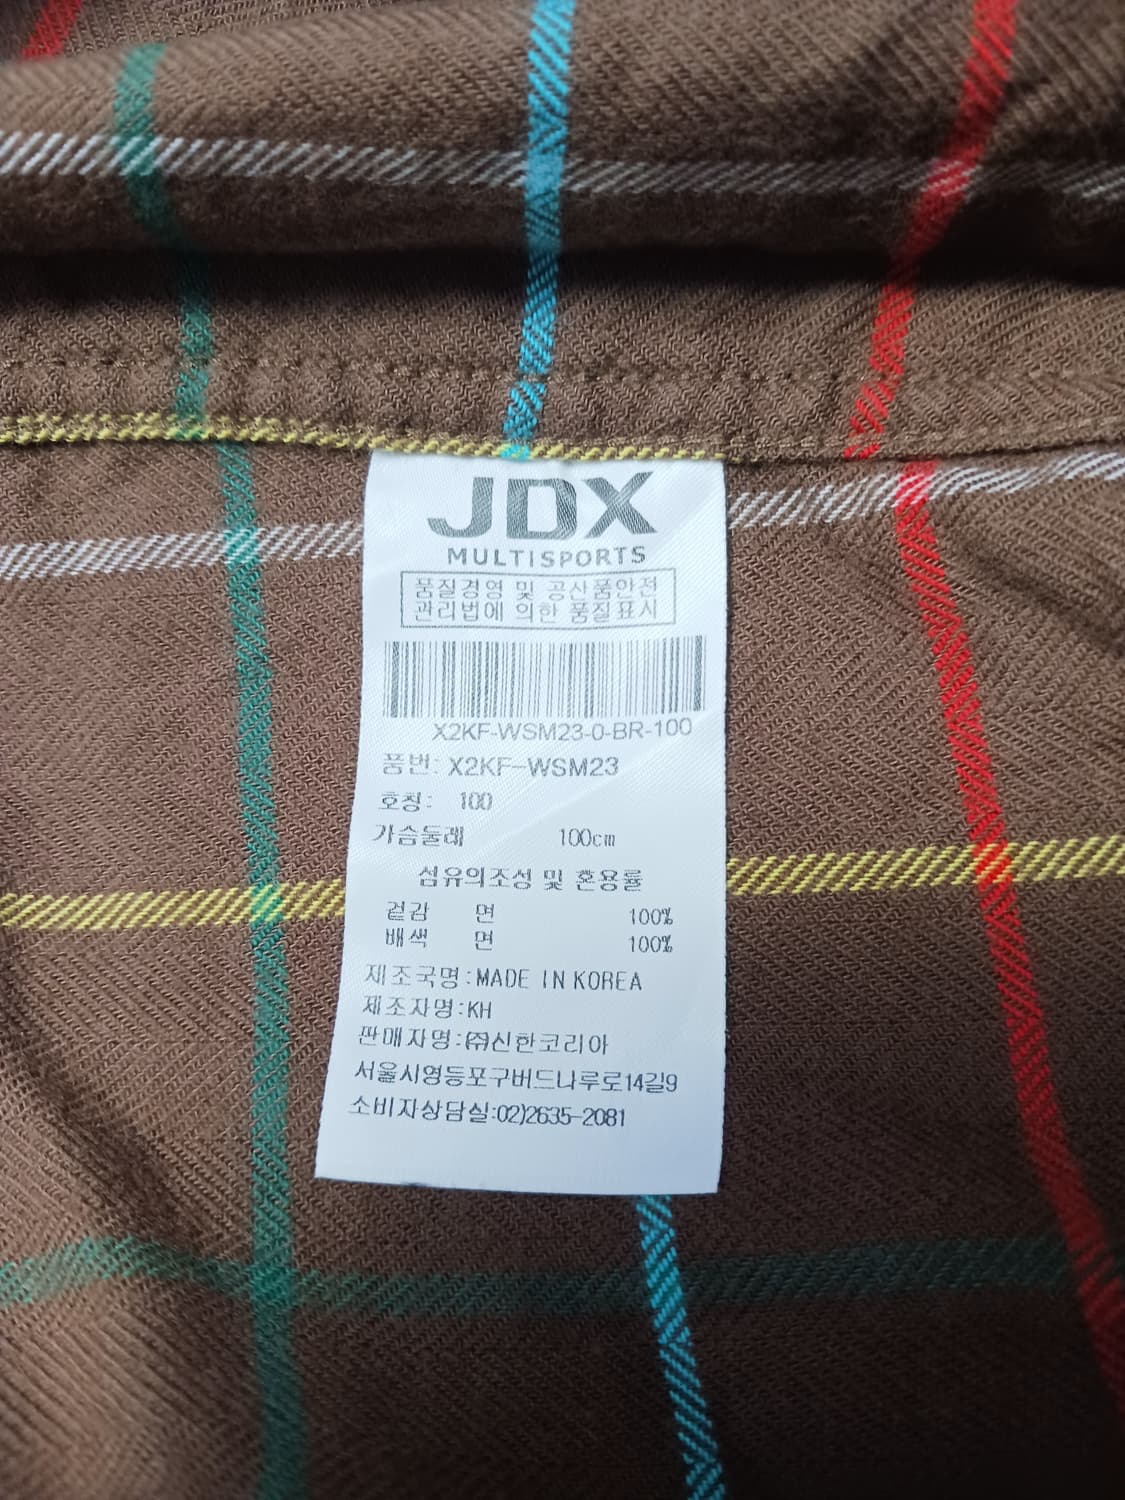 JDX
MULTISPORTS
품질경영 및 공산품안전
관리법에 의한 품질표시
X2KF-WSM23-0-BR-100
품번: X2KF-WSM23
호칭: 100
가슴둘레 100cm
섬유의조성 및 혼용률
겉감 면 100%
배색 면 100%
제조국명:MADE IN KOREA
제조자명:KH
판매자명:㈜신한코리아
서울시영등포구버드나루로14길9
소비자상담실:02)2635-2081